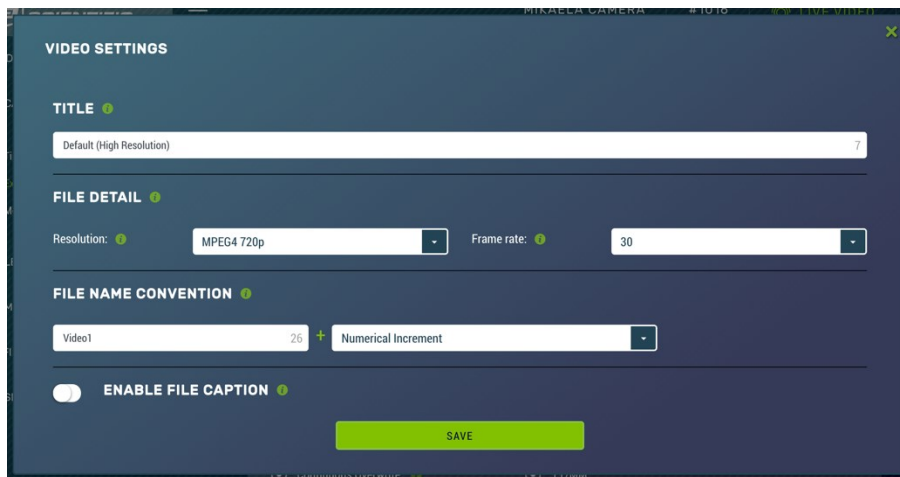 MIKAELA CAMERA #1018 LIVE VIDEO
VIDEO SETTINGS
TITLE
Default (High Resolution) 7
FILE DETAIL
Resolution: MPEG4 720p Frame rate: 30
FILE NAME CONVENTION
Video1 26 + Numerical Increment
ENABLE FILE CAPTION
SAVE